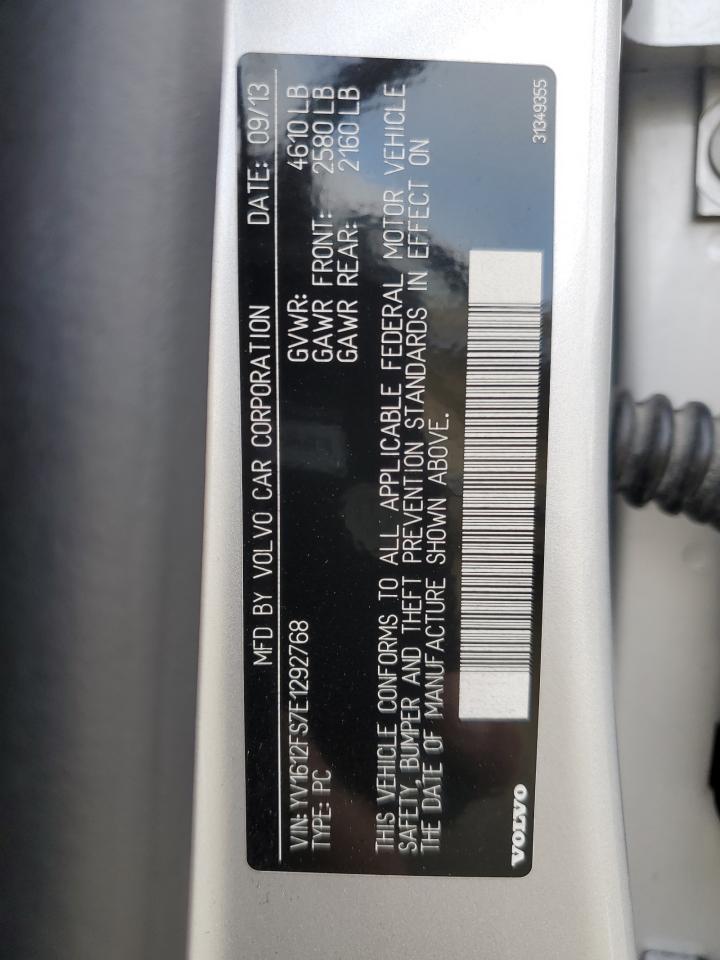 MFD BY VOLVO CAR CORPORATION DATE: 09/13
VIN: YV1612FS7E1292768 GVWR: 4610 LB
TYPE: PC GAWR FRONT: 2580 LB
GAWR REAR: 2160 LB
THIS VEHICLE CONFORMS TO ALL APPLICABLE FEDERAL MOTOR VEHICLE
SAFETY, BUMPER AND THEFT PREVENTION STANDARDS IN EFFECT ON
THE DATE OF MANUFACTURE SHOWN ABOVE.
VOLVO 31349355